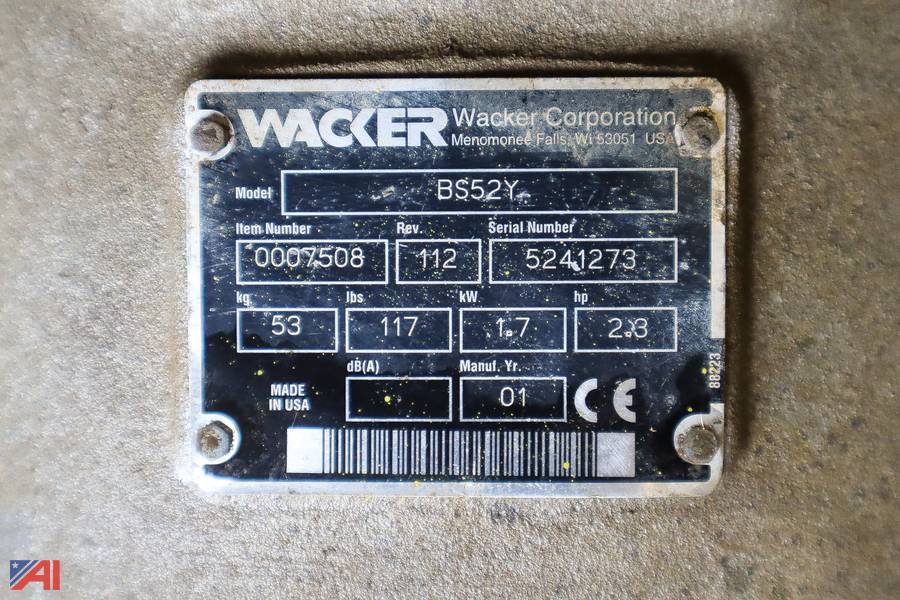 WACKER Wacker Corporation
Menomonee Falls, WI 53051 USA
Model BS52Y
Item Number Rev. Serial Number
0007508 112 5241273
kg lbs kW hp
53 117 1.7 2.3
dB(A) Manuf. Yr.
MADE IN USA 01 CE
88223
AI